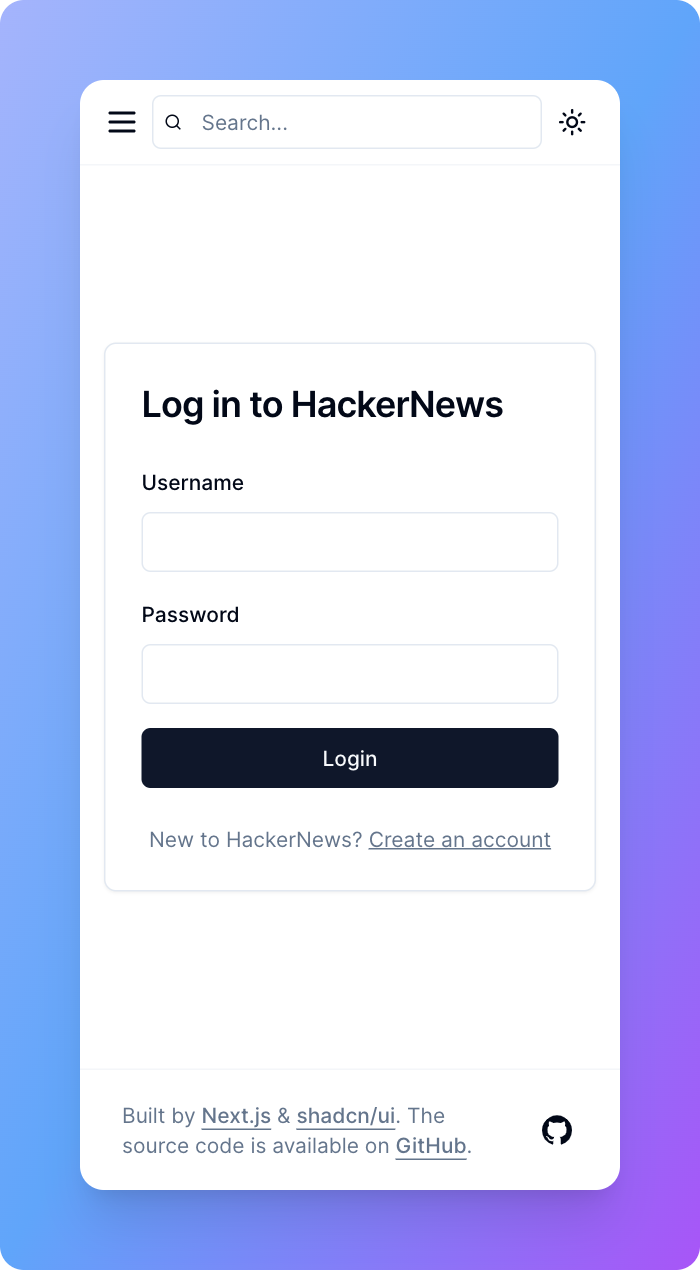 Search...
Log in to HackerNews
Username
Password
Login
New to HackerNews? Create an account
Built by Next.js & shadcn/ui. The
source code is available on GitHub.